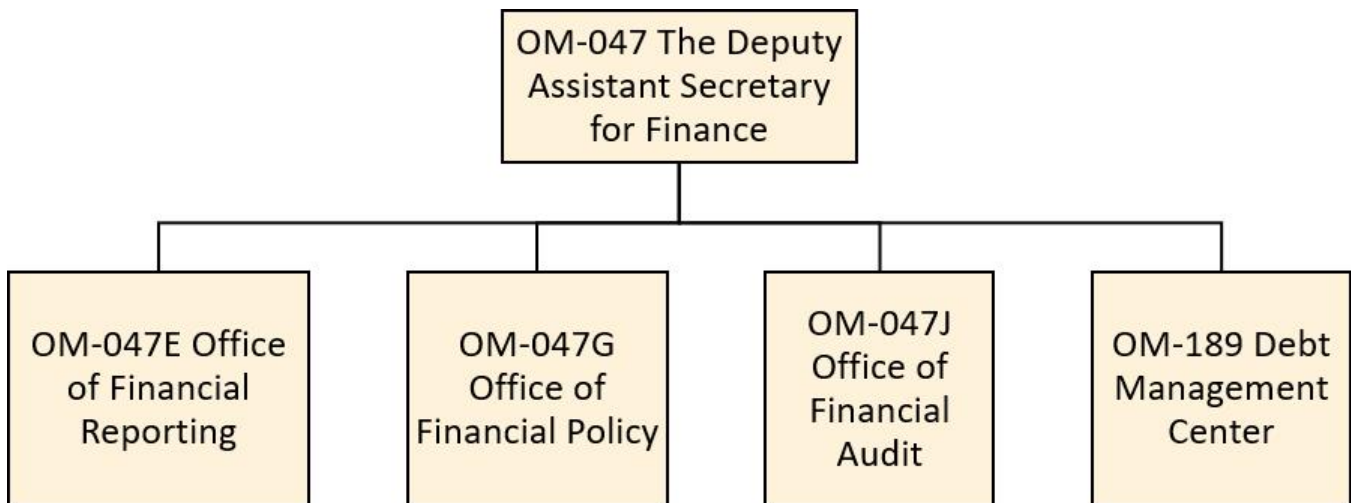 OM-047 The Deputy
Assistant Secretary
for Finance
OM-047E Office
of Financial
Reporting
OM-047G
Office of
Financial Policy
OM-047J
Office of
Financial
Audit
OM-189 Debt
Management
Center